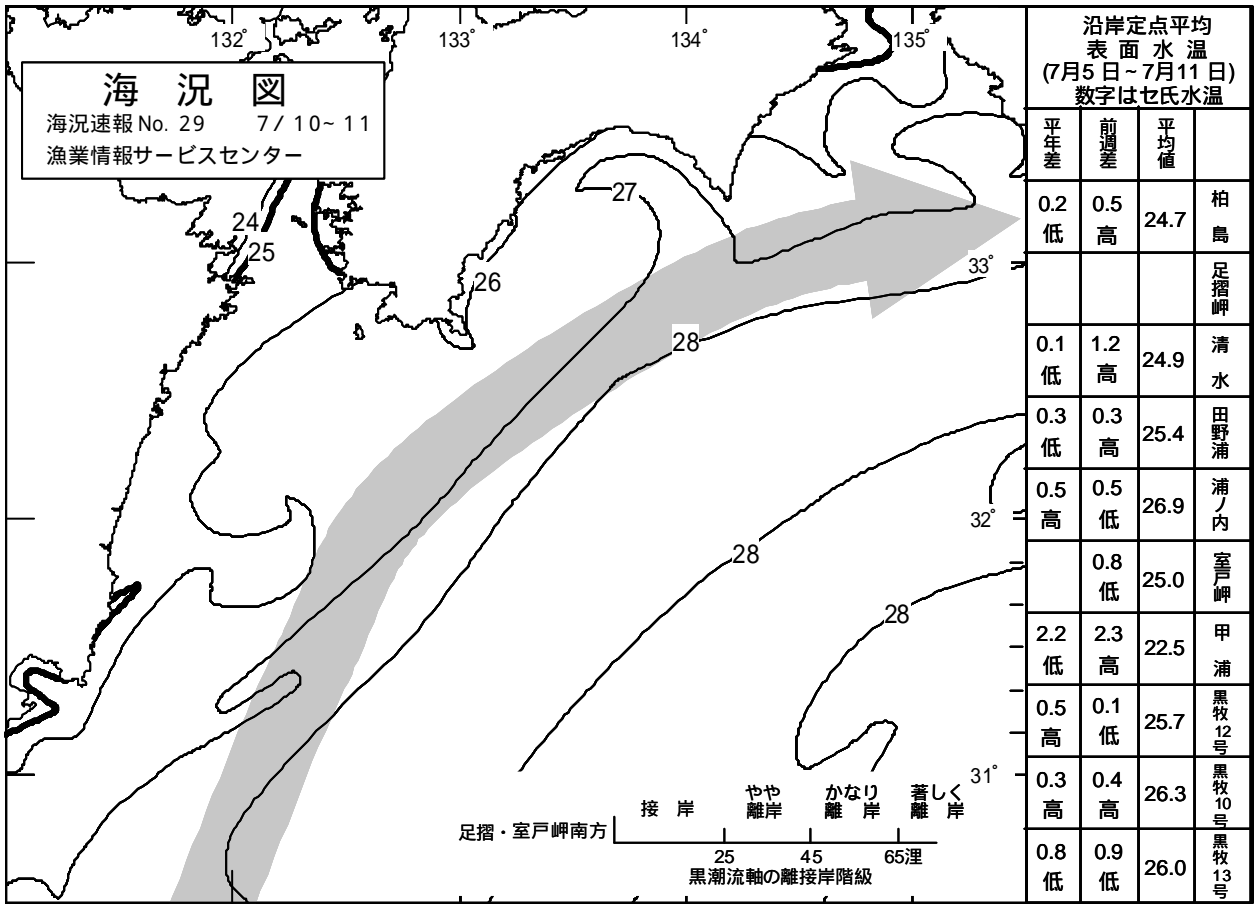 132°
133°
134°
135°
海況図
海況速報 No. 29 7/10~11
漁業情報サービスセンター
24
25
26
27
28
33°
32°
28
28
31°
接岸 やや離岸 かなり離岸 著しく離岸
足摺・室戸岬南方
25 45 65浬
黒潮流軸の離接岸階級
沿岸定点平均
表面水温
(7月5日~7月11日)
数字はセ氏水温
平年差 前週差 平均値
0.2低 0.5高 24.7 柏島
足摺岬
0.1低 1.2高 24.9 清水
0.3低 0.3高 25.4 田野浦
0.5高 0.5低 26.9 浦ノ内
0.8低 25.0 室戸岬
2.2低 2.3高 22.5 甲浦
0.5高 0.1低 25.7 黒牧12号
0.3高 0.4高 26.3 黒牧10号
0.8低 0.9低 26.0 黒牧13号